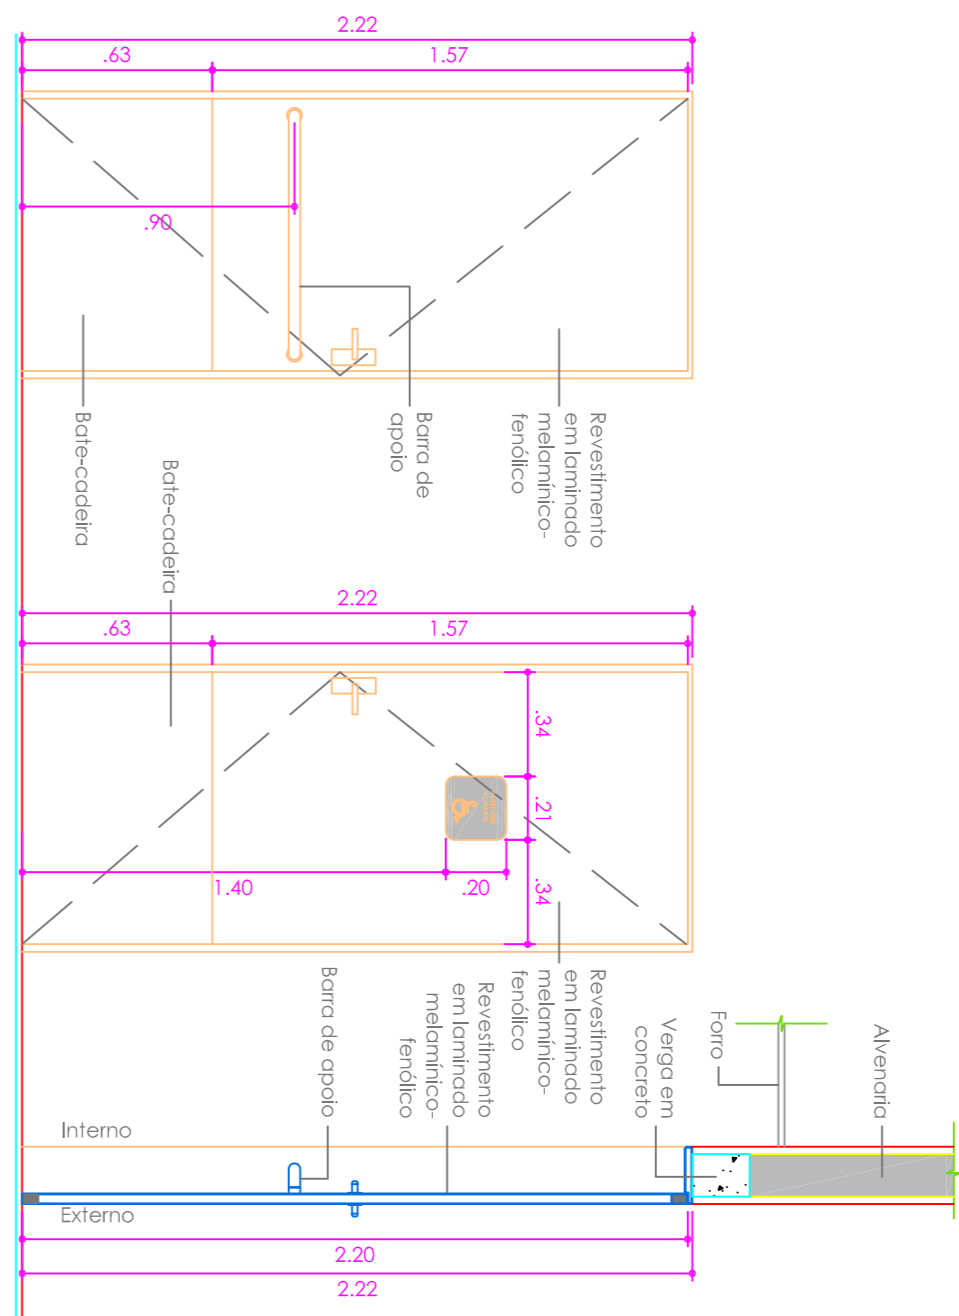 2.22
.63
1.57
.90
Bate-cadeira
Barra de
apoio
Revestimento
em laminado
melamínico-
fenólico
Bate-cadeira
2.22
.63
1.57
.34
.21
.34
1.40
.20
Revestimento
em laminado
melamínico-
fenólico
Barra de apoio
Revestimento
em laminado
melamínico-
fenólico
Verga em
concreto
Forro
Alvenaria
Interno
Externo
2.20
2.22